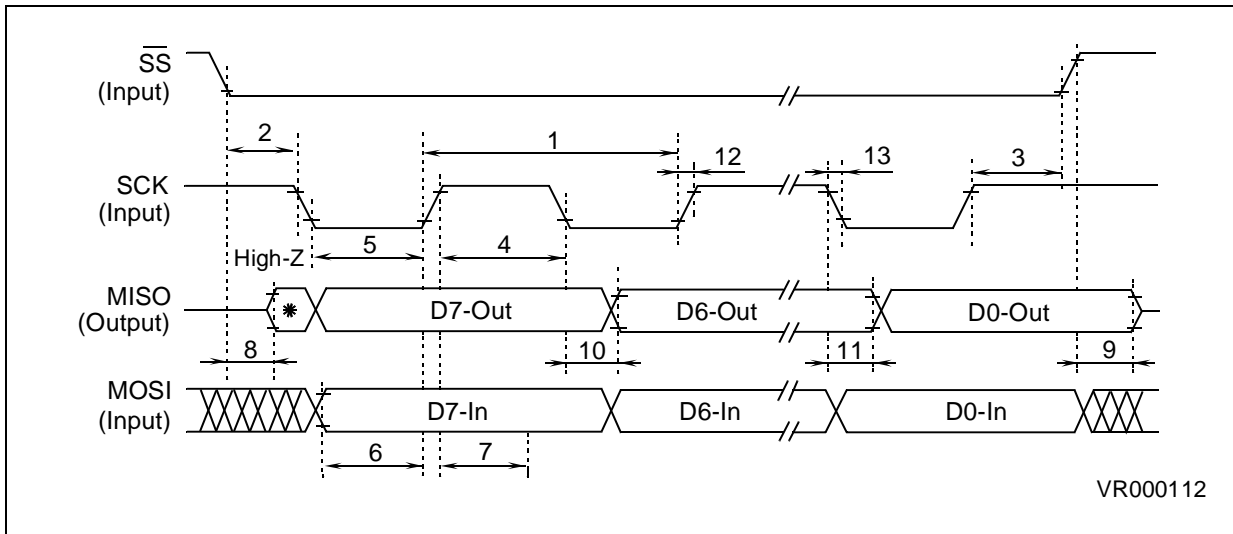 SS
(Input)
2
1
12
13
3
SCK
(Input)
5
4
High-Z
MISO
(Output)
*
D7-Out
D6-Out
D0-Out
8
10
11
9
MOSI
(Input)
D7-In
D6-In
D0-In
6
7
VR000112